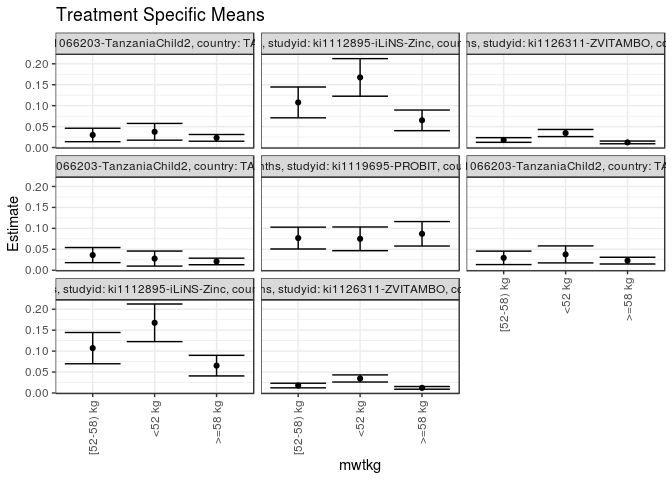 Treatment Specific Means
1066203-TanzaniaChild2, country: TA
, studyid: ki1112895-iLiNS-Zinc, cour
ns, studyid: ki1126311-ZVITAMBO, co
0.20
0.15
0.10
0.05
0.00
066203-TanzaniaChild2, country: TA
nths, studyid: ki1119695-PROBIT, cou
1066203-TanzaniaChild2, country: TA
0.20
0.15
0.10
0.05
0.00
Estimate
s, studyid: ki1112895-iLiNS-Zinc, coun
ns, studyid: ki1126311-ZVITAMBO, co
0.20
0.15
0.10
0.05
0.00
[52-58) kg
<52 kg
>=58 kg
[52-58) kg
<52 kg
>=58 kg
[52-58) kg
<52 kg
>=58 kg
mwtkg